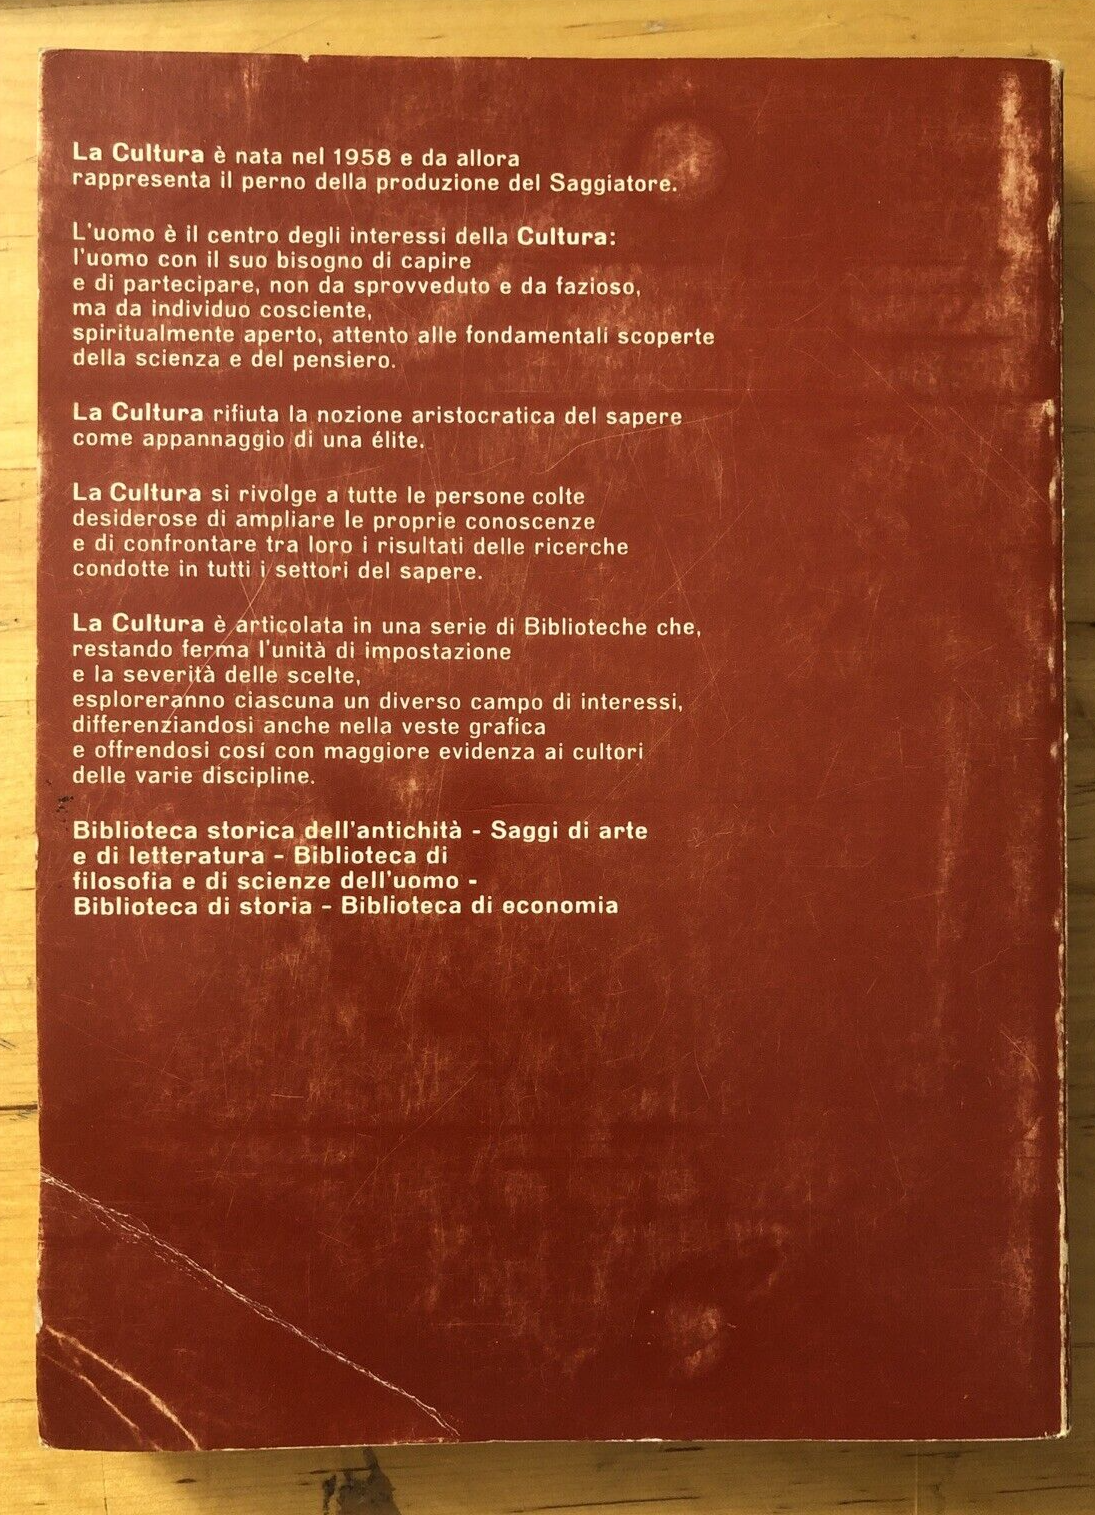 La Cultura è nata nel 1958 e da allora
rappresenta il perno della produzione del Saggiatore.
L'uomo è il centro degli interessi della Cultura:
l'uomo con il suo bisogno di capire
e di partecipare, non da sprovveduto e da fazioso,
ma da individuo cosciente,
spiritualmente aperto, attento alle fondamentali scoperte
della scienza e del pensiero.
La Cultura rifiuta la nozione aristocratica del sapere
come appannaggio di una élite.
La Cultura si rivolge a tutte le persone colte
desiderose di ampliare le proprie conoscenze
e di confrontare tra loro i risultati delle ricerche
condotte in tutti i settori del sapere.
La Cultura è articolata in una serie di Biblioteche che,
restando ferma l'unità di impostazione
e la severità delle scelte,
esploreranno ciascuna un diverso campo di interessi,
differenziandosi anche nella veste grafica
e offrendosi cosí con maggiore evidenza ai cultori
delle varie discipline.
Biblioteca storica dell'antichità - Saggi di arte
e di letteratura - Biblioteca di
filosofia e di scienze dell'uomo -
Biblioteca di storia - Biblioteca di economia